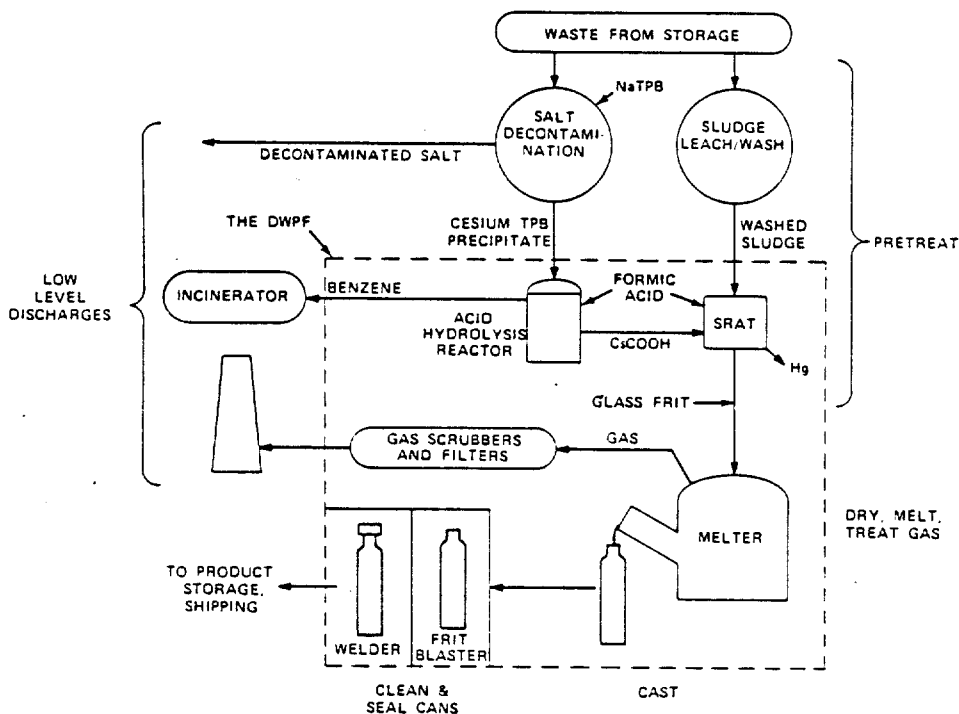 WASTE FROM STORAGE
NaTPB
SALT
DECONTAMI-
NATION
SLUDGE
LEACH/WASH
DECONTAMINATED SALT
THE DWPF
CESIUM TPB
PRECIPITATE
WASHED
SLUDGE
PRETREAT
LOW
LEVEL
DISCHARGES
INCINERATOR
BENZENE
FORMIC
ACID
ACID
HYDROLYSIS
REACTOR
CsCOOH
SRAT
Hg
GLASS FRIT
GAS SCRUBBERS
AND FILTERS
GAS
MELTER
DRY, MELT,
TREAT GAS
TO PRODUCT
STORAGE,
SHIPPING
WELDER
FRIT
BLASTER
CLEAN &
SEAL CANS
CAST